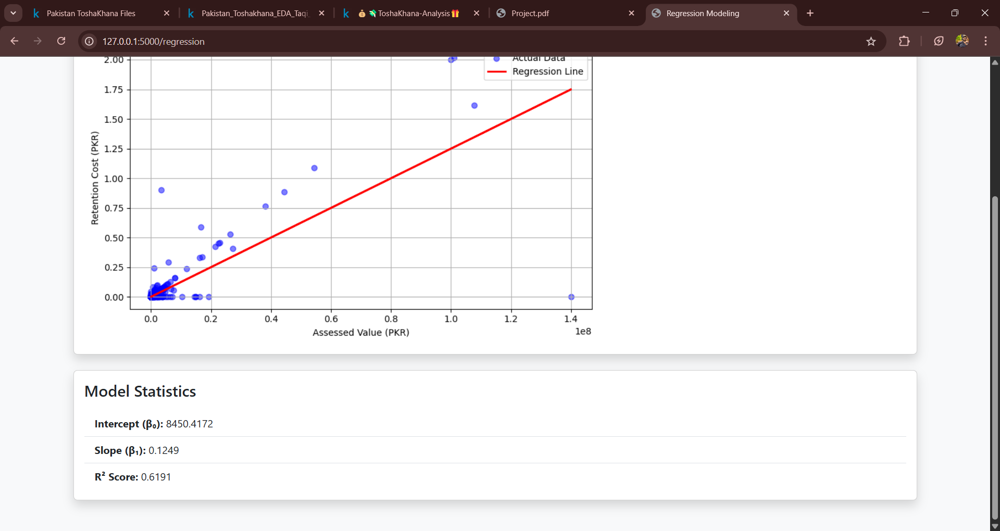 Pakistan ToshaKhana Files
Pakistan_Toshakhana_EDA_Taqi_
💰💸ToshaKhana-Analysis🎁
Project.pdf
Regression Modeling
127.0.0.1:5000/regression
Actual Data
Regression Line
2.00
1.75
1.50
1.25
1.00
0.75
0.50
0.25
0.00
Retention Cost (PKR)
0.0 0.2 0.4 0.6 0.8 1.0 1.2 1.4
1e8
Assessed Value (PKR)
Model Statistics
Intercept (β₀): 8450.4172
Slope (β₁): 0.1249
R² Score: 0.6191